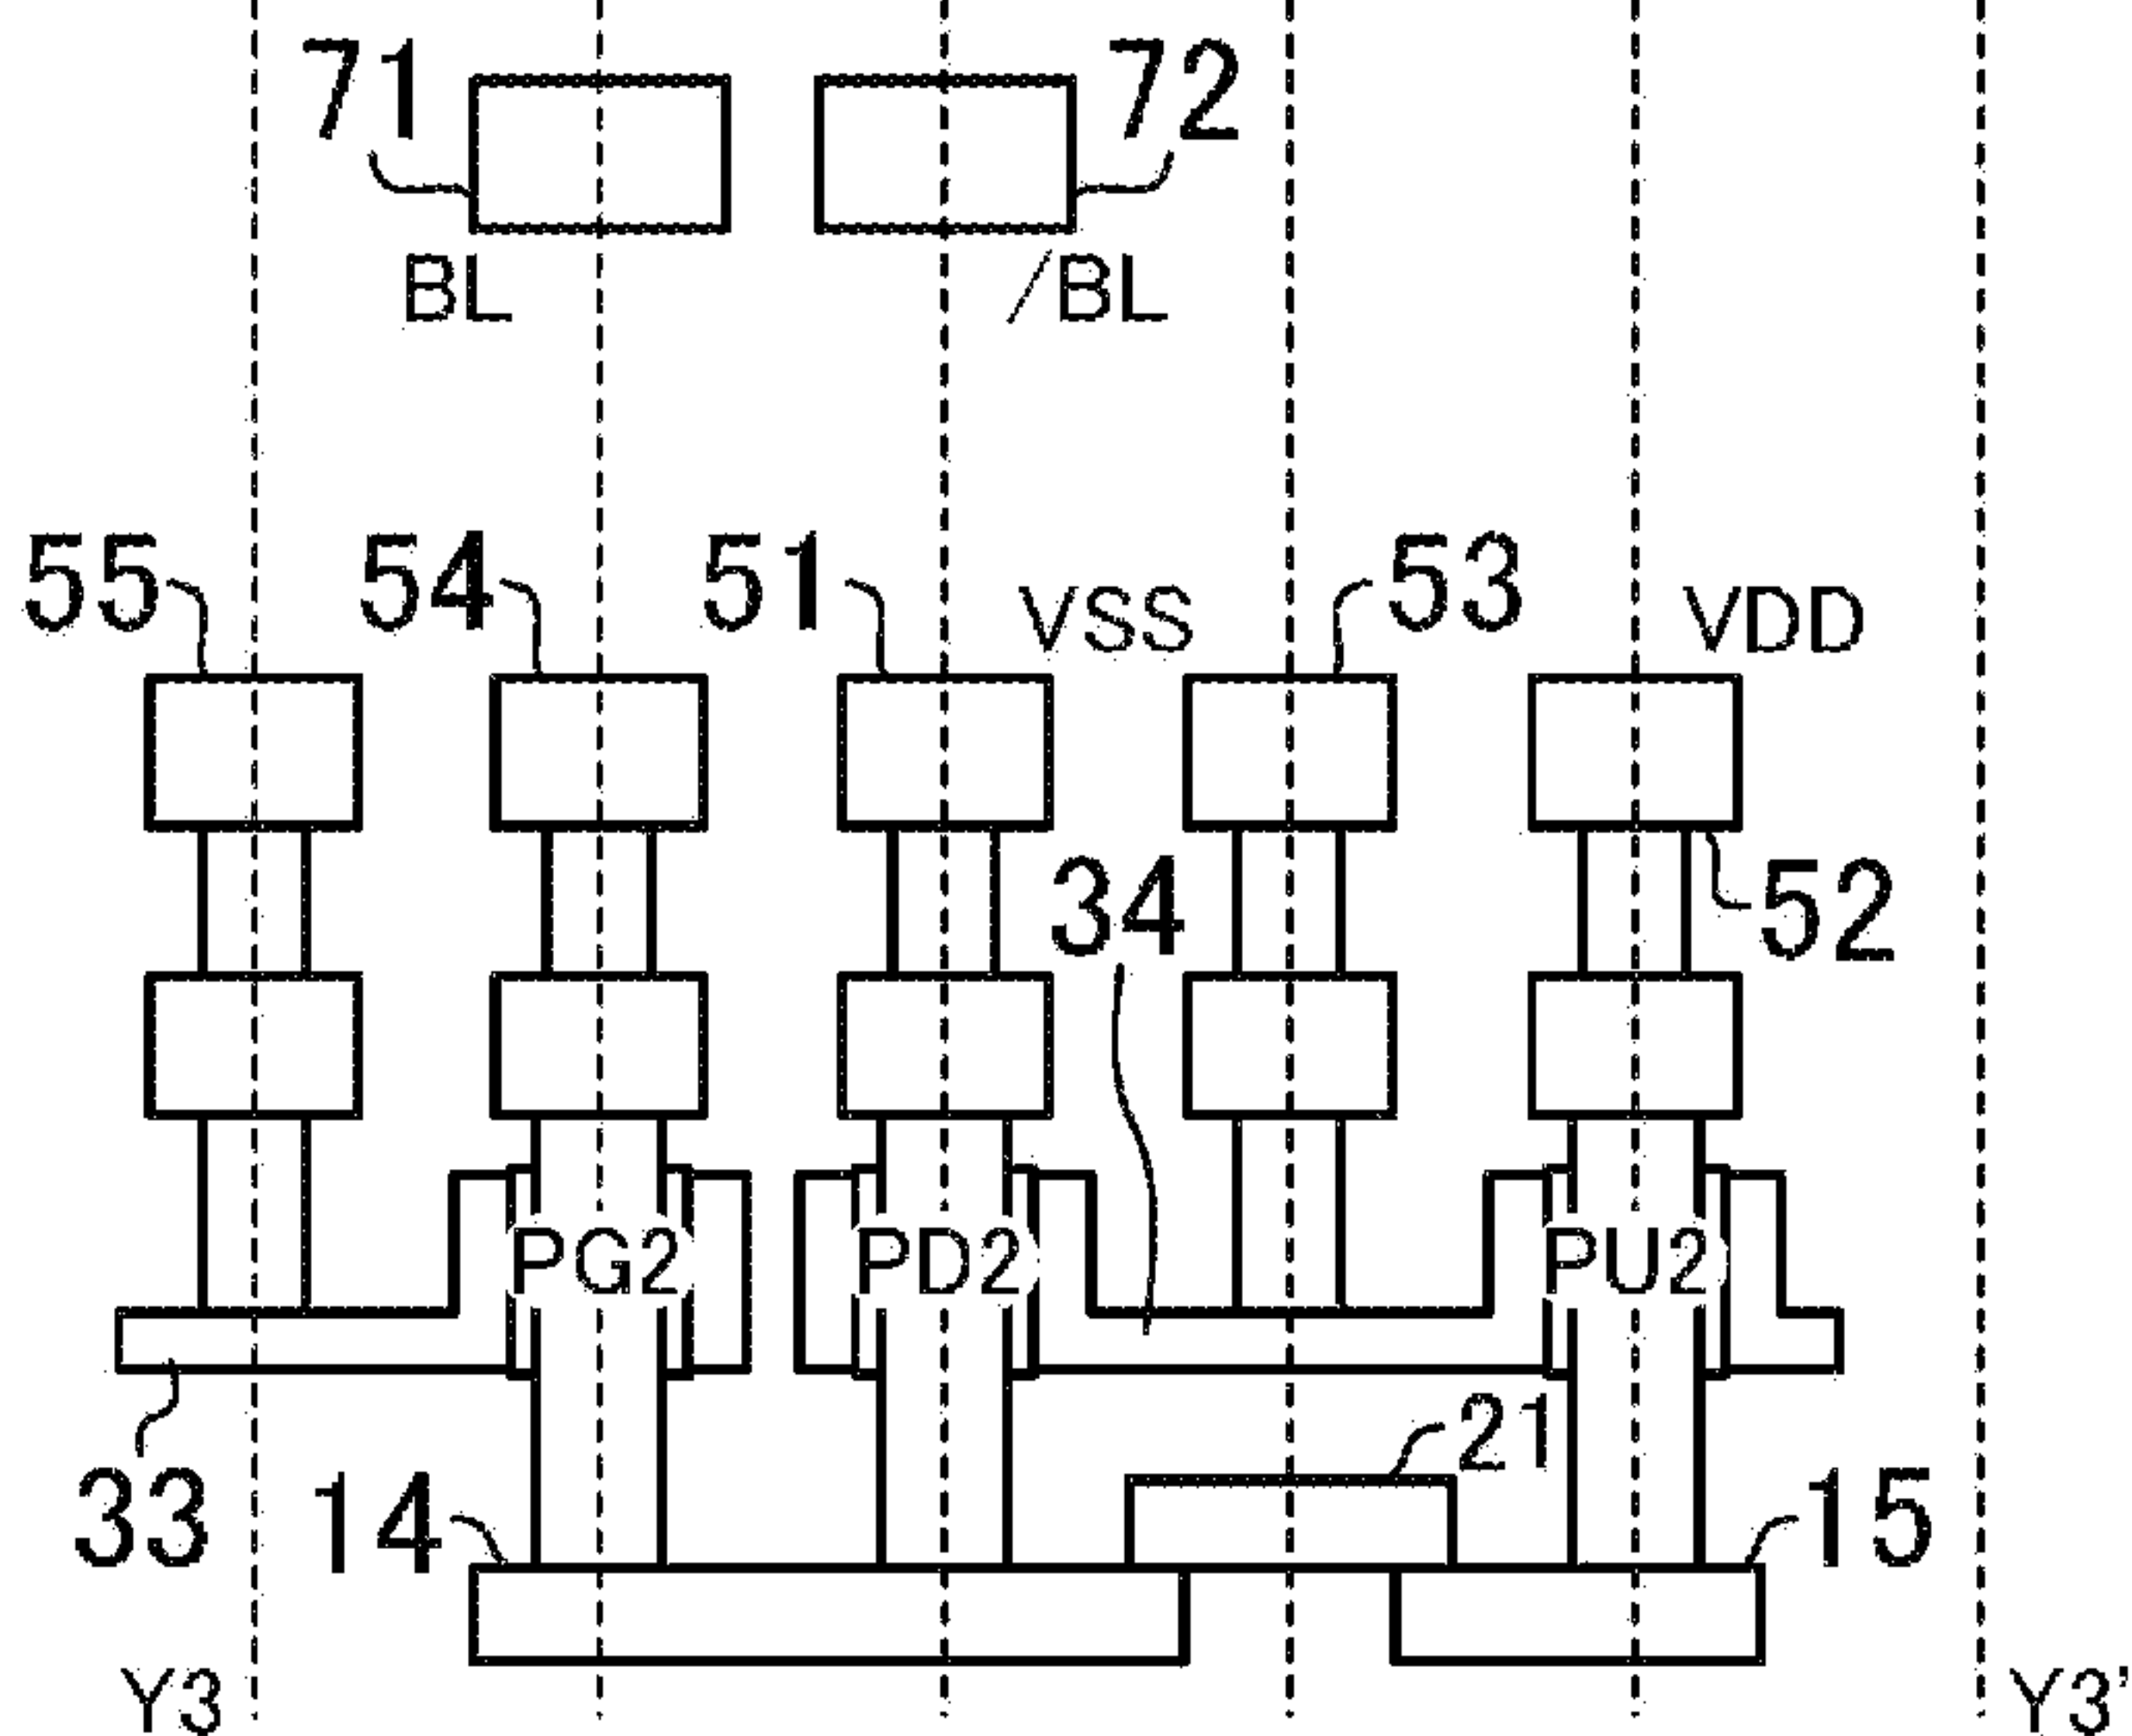 71 72
BL /BL
55 54 51 VSS 53 VDD
34 52
PG2 PD2 PU2
21
33 14 15
Y3 Y3'